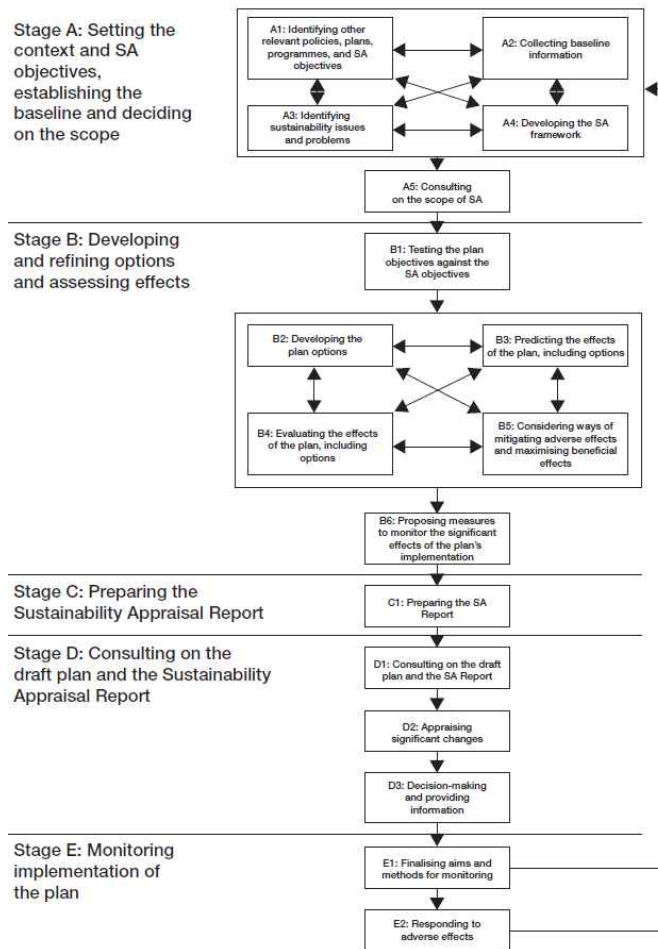 Stage A: Setting the
context and SA
objectives,
establishing the
baseline and deciding
on the scope
A1: Identifying other
relevant policies, plans,
programmes, and SA
objectives
A2: Collecting baseline
information
A3: Identifying
sustainability issues
and problems
A4: Developing the SA
framework
A5: Consulting
on the scope of SA
Stage B: Developing
and refining options
and assessing effects
B1: Testing the plan
objectives against the
SA objectives
B2: Developing the
plan options
B3: Predicting the effects
of the plan, including options
B4: Evaluating the effects
of the plan, including
options
B5: Considering ways of
mitigating adverse effects
and maximising beneficial
effects
B6: Proposing measures
to monitor the significant
effects of the plan's
implementation
Stage C: Preparing the
Sustainability Appraisal Report
C1: Preparing the SA
Report
Stage D: Consulting on the
draft plan and the Sustainability
Appraisal Report
D1: Consulting on the draft
plan and the SA Report
D2: Appraising
significant changes
D3: Decision-making
and providing
information
Stage E: Monitoring
implementation of
the plan
E1: Finalising aims and
methods for monitoring
E2: Responding to
adverse effects